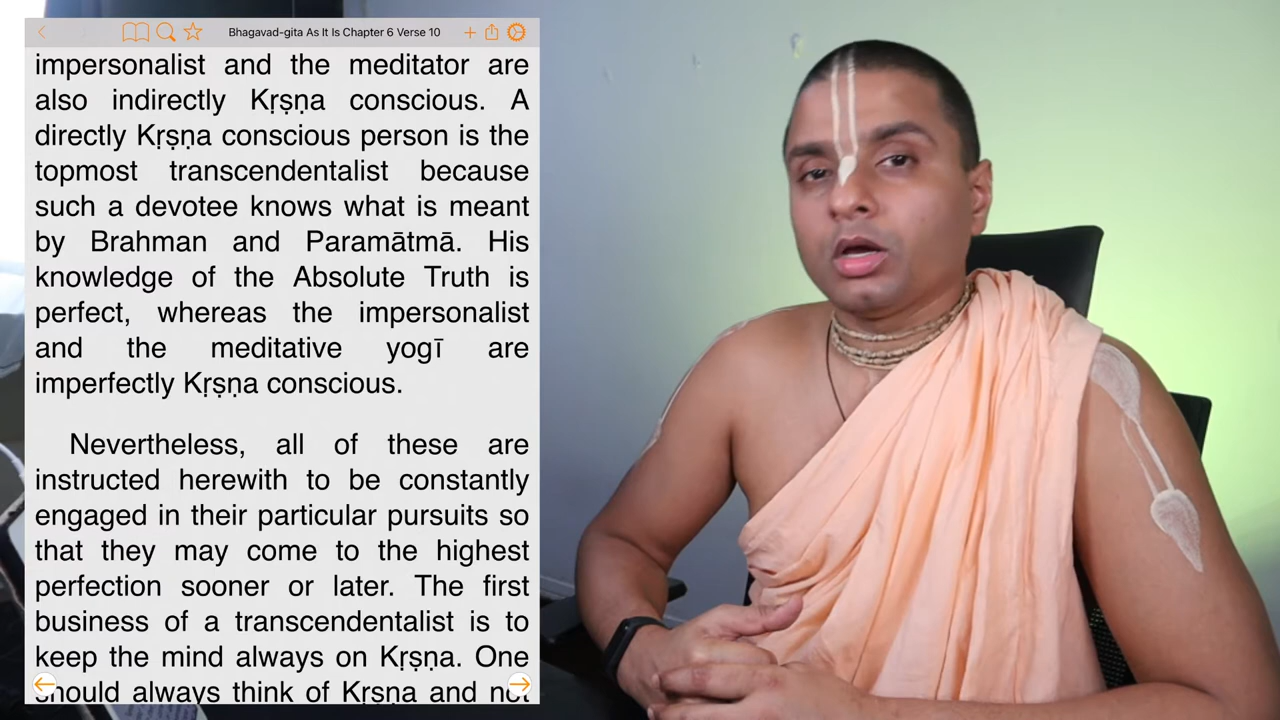 Bhagavad-gita As It Is Chapter 6 Verse 10
impersonalist and the meditator are
also indirectly Kṛṣṇa conscious. A
directly Kṛṣṇa conscious person is the
topmost transcendentalist because
such a devotee knows what is meant
by Brahman and Paramātmā. His
knowledge of the Absolute Truth is
perfect, whereas the impersonalist
and the meditative yogī are
imperfectly Kṛṣṇa conscious.
Nevertheless, all of these are
instructed herewith to be constantly
engaged in their particular pursuits so
that they may come to the highest
perfection sooner or later. The first
business of a transcendentalist is to
keep the mind always on Kṛṣṇa. One
should always think of Kṛṣṇa and not